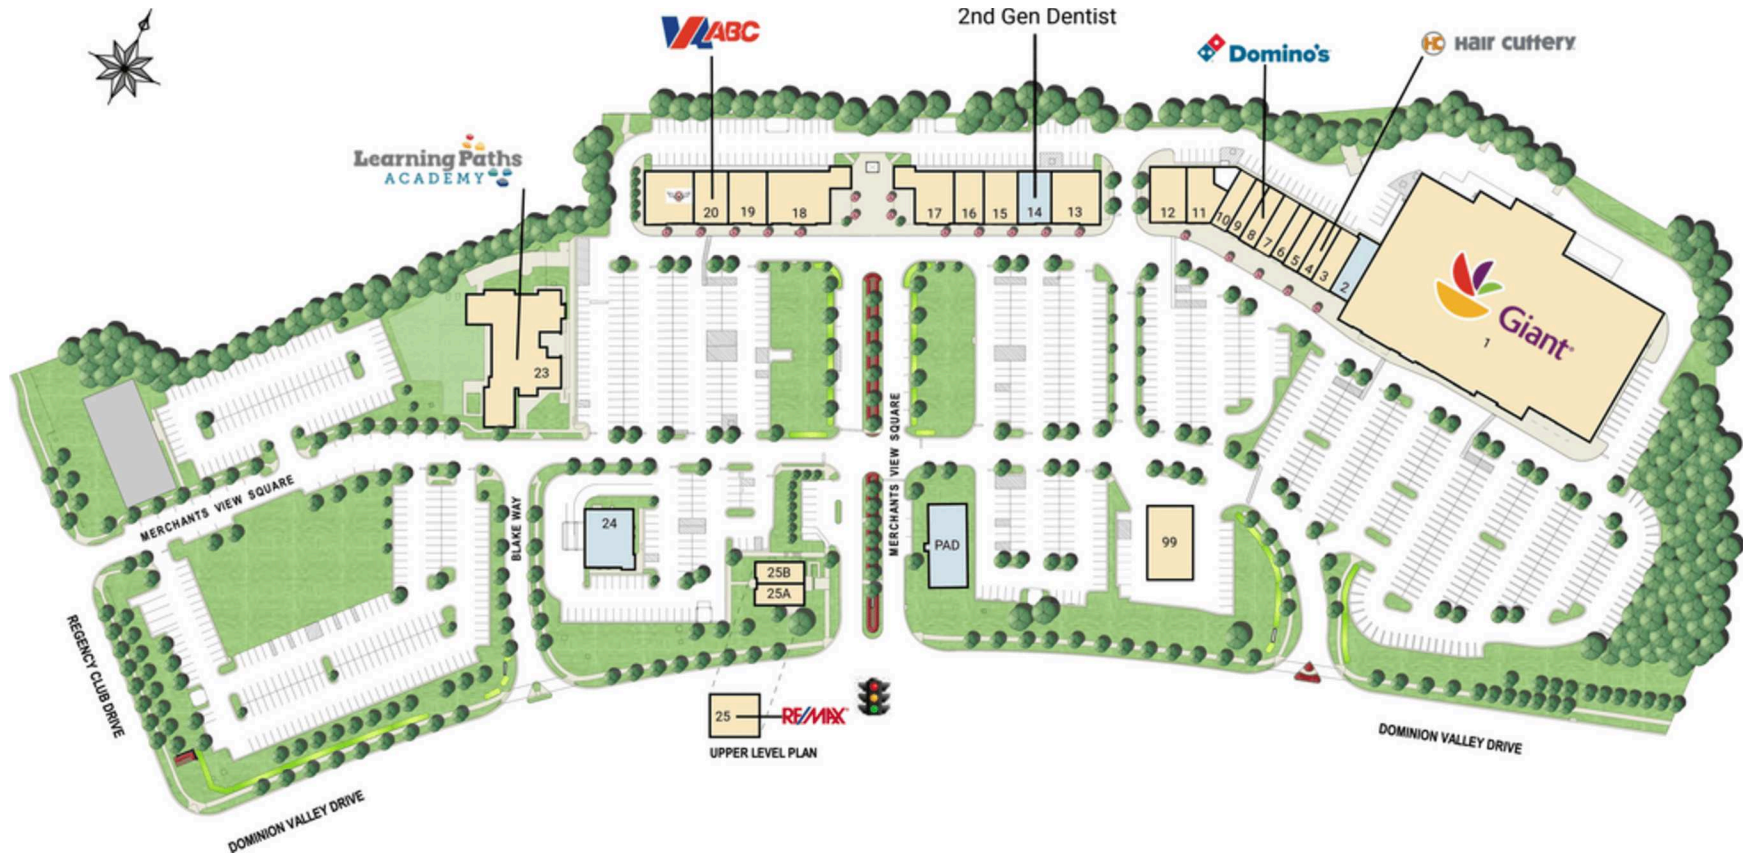 2nd Gen Dentist
VA ABC
Domino's
HC Hair Cuttery
Learning Paths
ACADEMY
20
19
18
17
16
15
14
13
12
11
10
9
8
7
6
5
4
3
2
1
Giant
23
MERCHANTS VIEW SQUARE
MERCHANTS VIEW SQUARE
BLAKE WAY
24
25B
25A
PAD
99
REGENCY CLUB DRIVE
25
RE/MAX
UPPER LEVEL PLAN
DOMINION VALLEY DRIVE
DOMINION VALLEY DRIVE